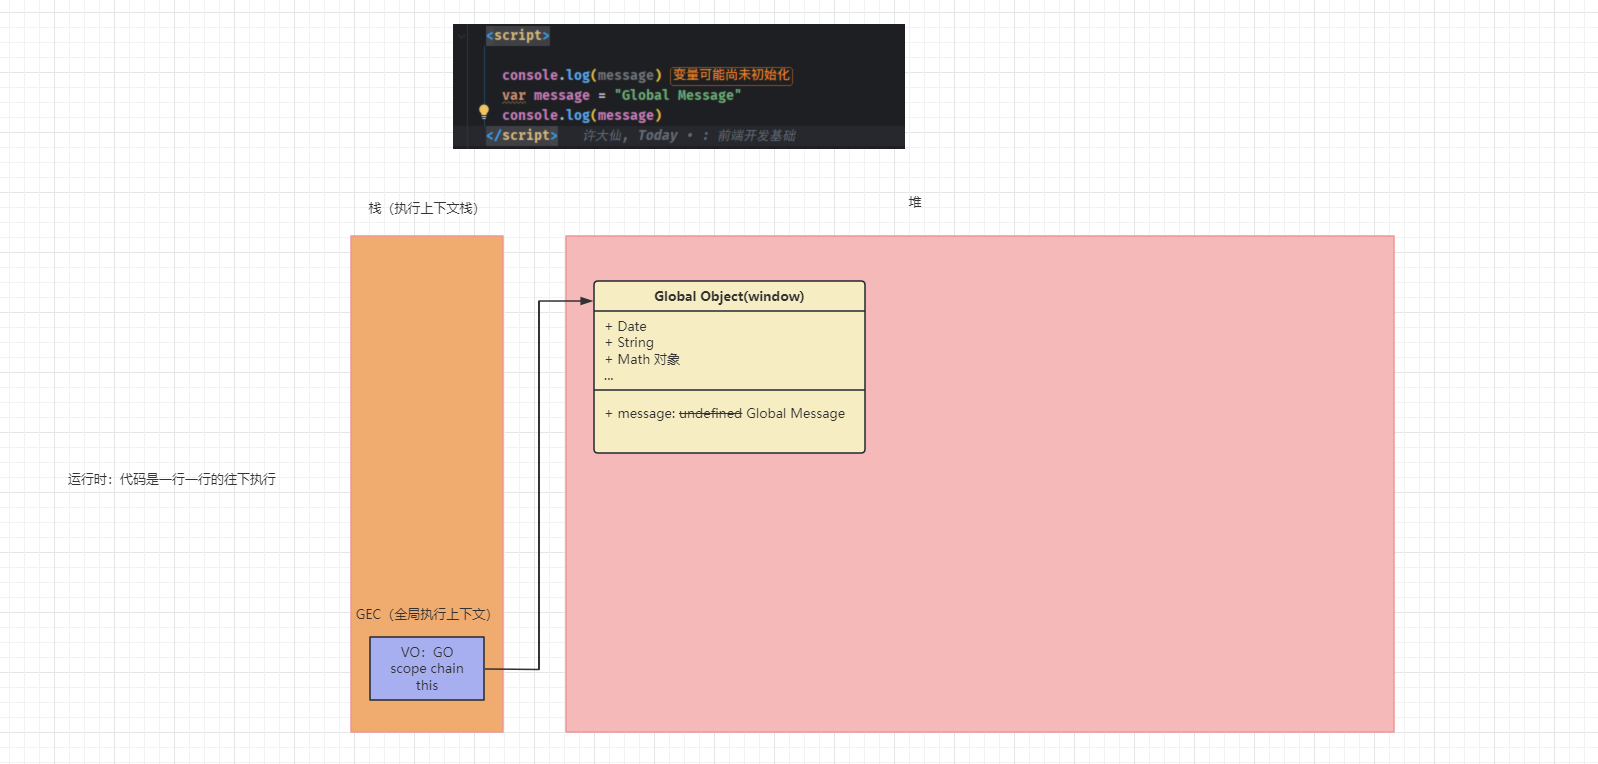 <script>
console.log(message) 变量可能尚未初始化
var message = "Global Message"
console.log(message)
</script> 许大仙, Today • : 前端开发基础
栈（执行上下文栈）
堆
Global Object(window)
+ Date
+ String
+ Math 对象
...
+ message: undefined Global Message
运行时：代码是一行一行的往下执行
GEC（全局执行上下文）
VO：GO
scope chain
this